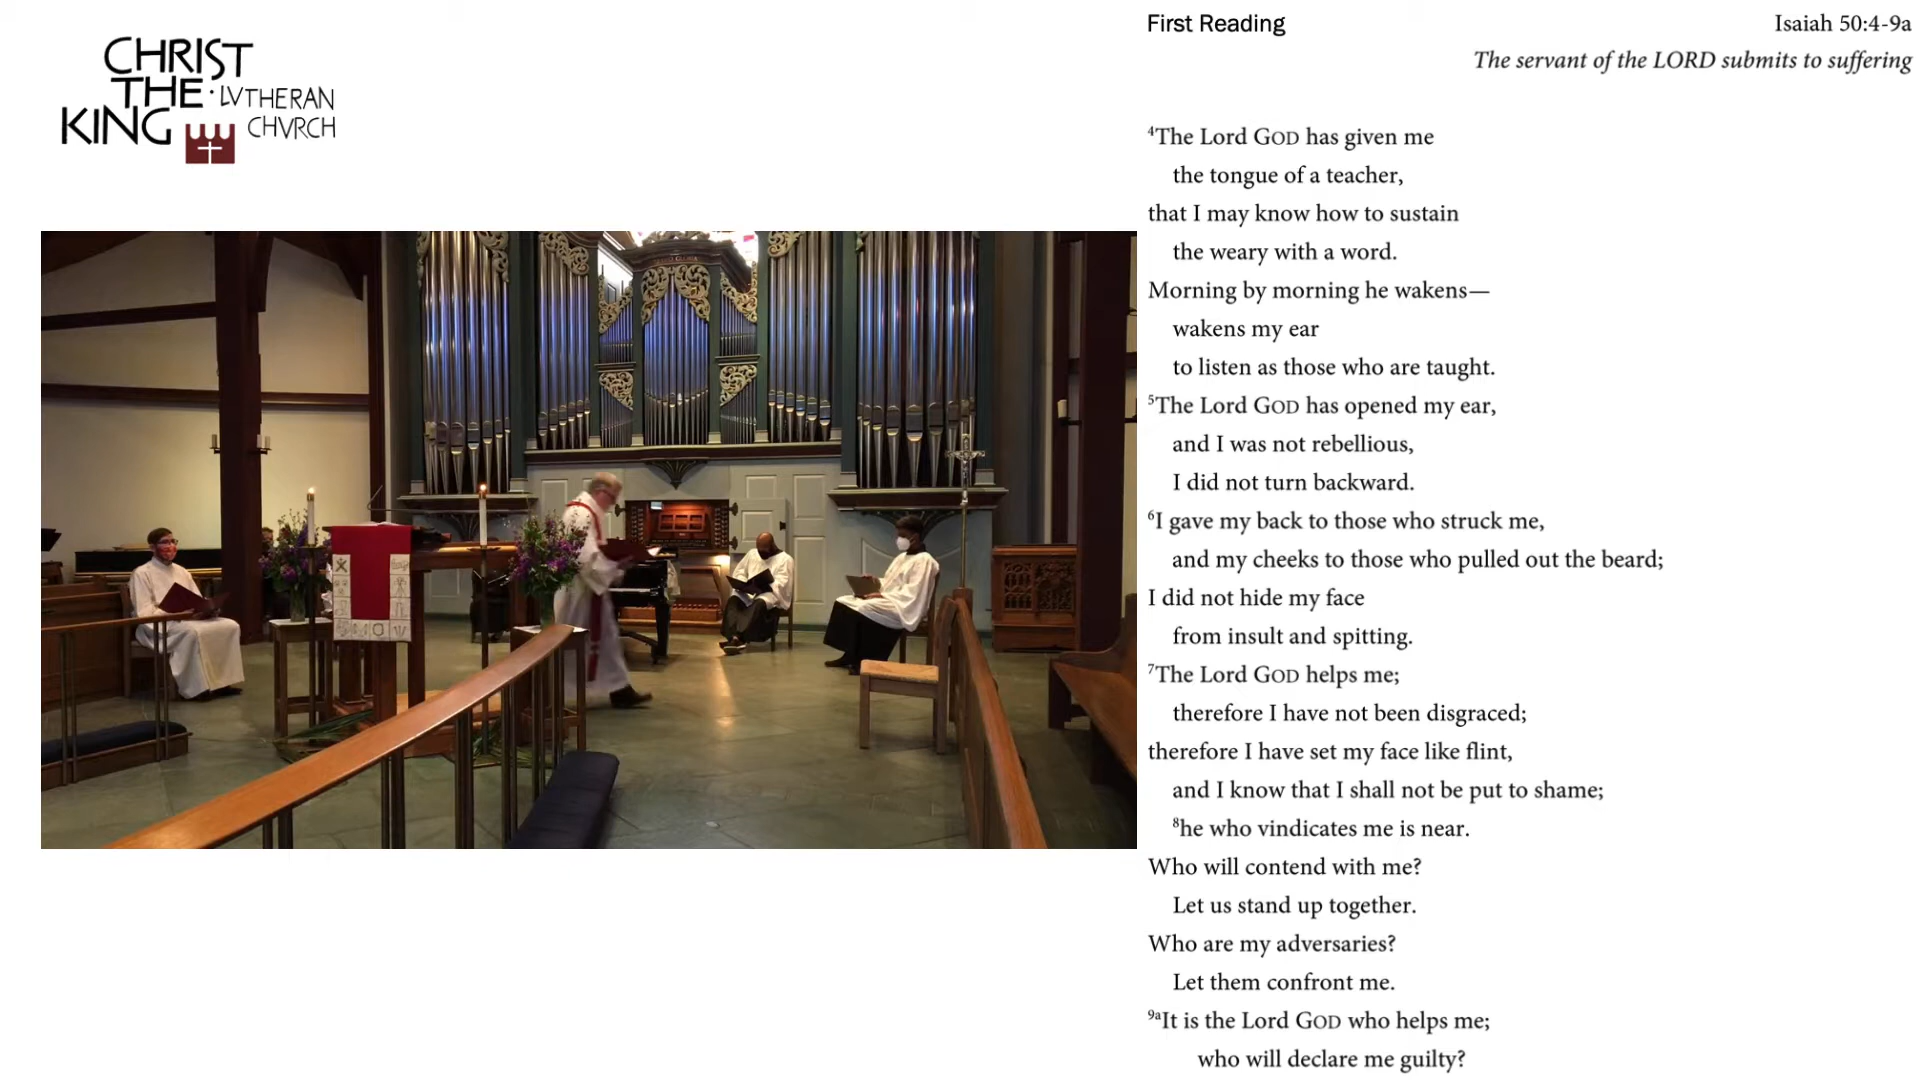 CHRIST
THE · LVTHERAN
KING CHVRCH
First Reading
Isaiah 50:4-9a
The servant of the LORD submits to suffering
4The Lord GOD has given me
the tongue of a teacher,
that I may know how to sustain
the weary with a word.
Morning by morning he wakens—
wakens my ear
to listen as those who are taught.
5The Lord GOD has opened my ear,
and I was not rebellious,
I did not turn backward.
6I gave my back to those who struck me,
and my cheeks to those who pulled out the beard;
I did not hide my face
from insult and spitting.
7The Lord GOD helps me;
therefore I have not been disgraced;
therefore I have set my face like flint,
and I know that I shall not be put to shame;
8he who vindicates me is near.
Who will contend with me?
Let us stand up together.
Who are my adversaries?
Let them confront me.
9aIt is the Lord GOD who helps me;
who will declare me guilty?